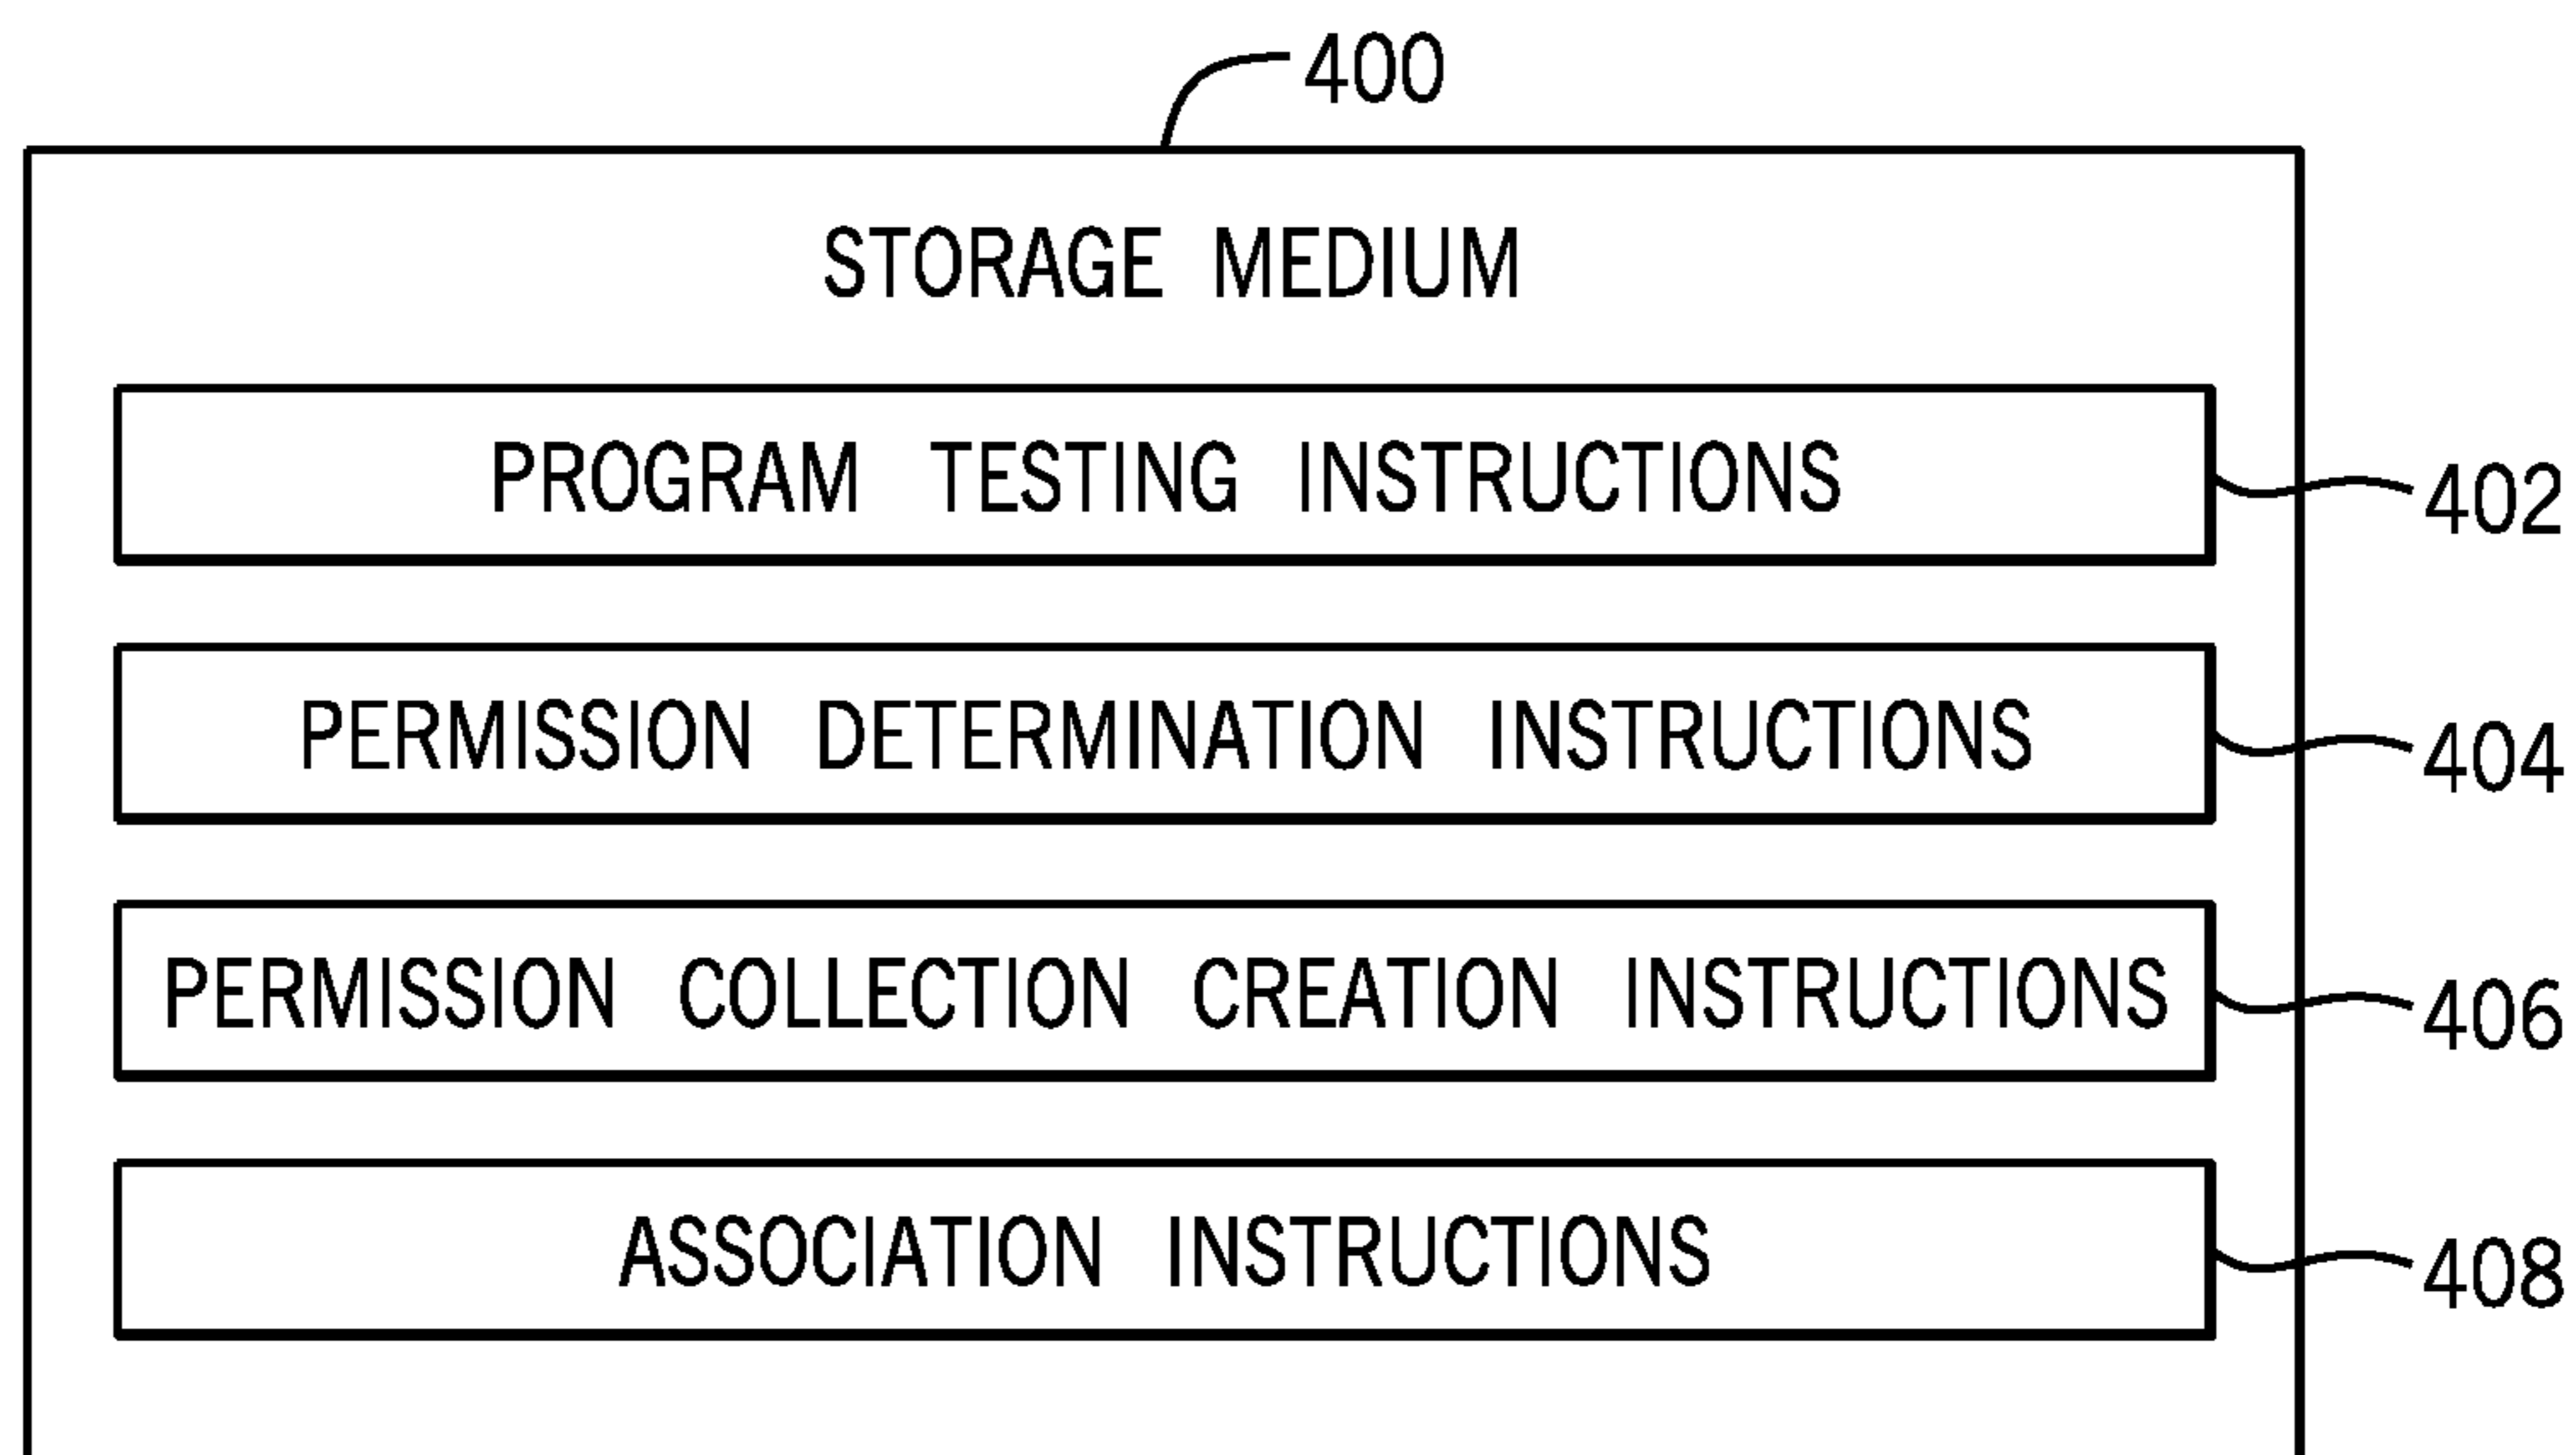 400
STORAGE MEDIUM
PROGRAM TESTING INSTRUCTIONS
402
PERMISSION DETERMINATION INSTRUCTIONS
404
PERMISSION COLLECTION CREATION INSTRUCTIONS
406
ASSOCIATION INSTRUCTIONS
408